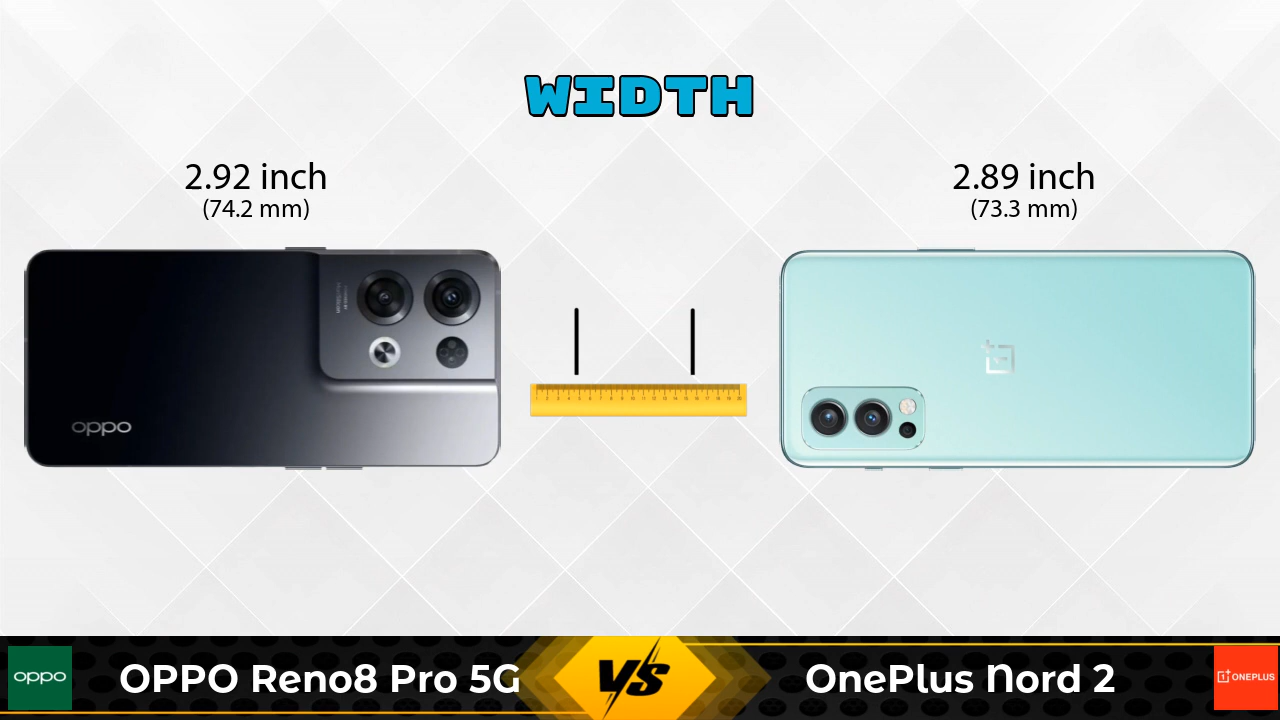 WIDTH
2.92 inch
(74.2 mm)
2.89 inch
(73.3 mm)
oppo
oppo
OPPO Reno8 Pro 5G
VS
OnePlus Nord 2
ONEPLUS